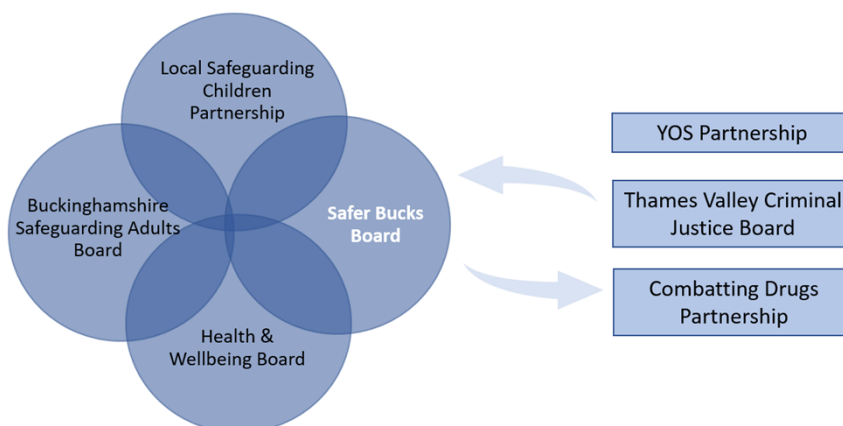 Local Safeguarding
Children
Partnership
Buckinghamshire
Safeguarding Adults
Board
Safer Bucks
Board
Health &
Wellbeing Board
YOS Partnership
Thames Valley Criminal
Justice Board
Combatting Drugs
Partnership